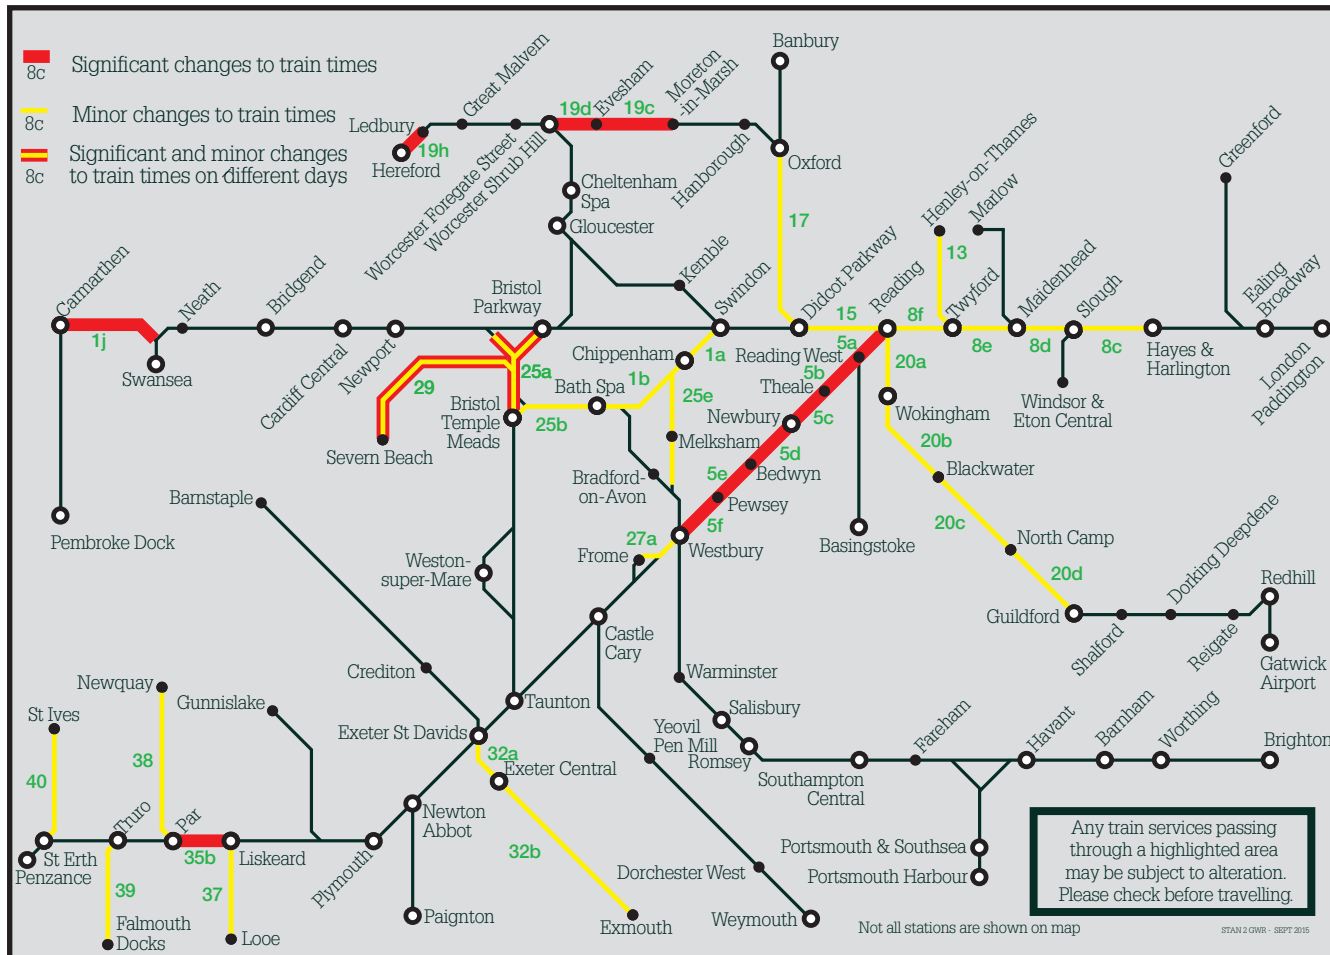 8c
Significant changes to train times
8c
Minor changes to train times
8c
Significant and minor changes
to train times on different days
Banbury
Great Malvern
Evesham
Moreton
-in-Marsh
19d
19c
Ledbury
19h
Hereford
Worcester Foregate Street
Worcester Shrub Hill
Hanborough
Oxford
Cheltenham
Spa
Gloucester
17
Henley-on-Thames
Marlow
Greenford
13
Carmarthen
Neath
Bridgend
Bristol
Parkway
Kemble
Swindon
Didcot Parkway
Reading
Twyford
Maidenhead
Slough
Ealing
Broadway
1j
Swansea
Cardiff Central
Newport
15
8f
8e
8d
8c
Hayes &
Harlington
London
Paddington
Chippenham
1a
Reading West
5a
20a
29
25a
Bath Spa
1b
25e
Theale
5b
Windsor &
Eton Central
Bristol
Temple
Meads
25b
Newbury
5c
Wokingham
Severn Beach
Melksham
5d
20b
Bradford-
on-Avon
5e
Bedwyn
Blackwater
Barnstaple
Pewsey
20c
5f
Pembroke Dock
27a
Westbury
Basingstoke
North Camp
Weston-
super-Mare
Frome
20d
Dorking Deepdene
Redhill
Guildford
Shalford
Reigate
Gatwick
Airport
Castle
Cary
Crediton
Warminster
Newquay
Gunnislake
Taunton
Salisbury
St Ives
Exeter St Davids
Yeovil
Pen Mill
Romsey
Fareham
Havant
Barnham
Worthing
Brighton
32a
Exeter Central
Southampton
Central
40
38
Truro
Par
Newton
Abbot
St Erth
Penzance
35b
Liskeard
Plymouth
32b
Portsmouth & Southsea
Dorchester West
Portsmouth Harbour
39
37
Falmouth
Docks
Looe
Paignton
Exmouth
Weymouth
Any train services passing
through a highlighted area
may be subject to alteration.
Please check before travelling.
Not all stations are shown on map
STAN 2 GWR - SEPT 2015